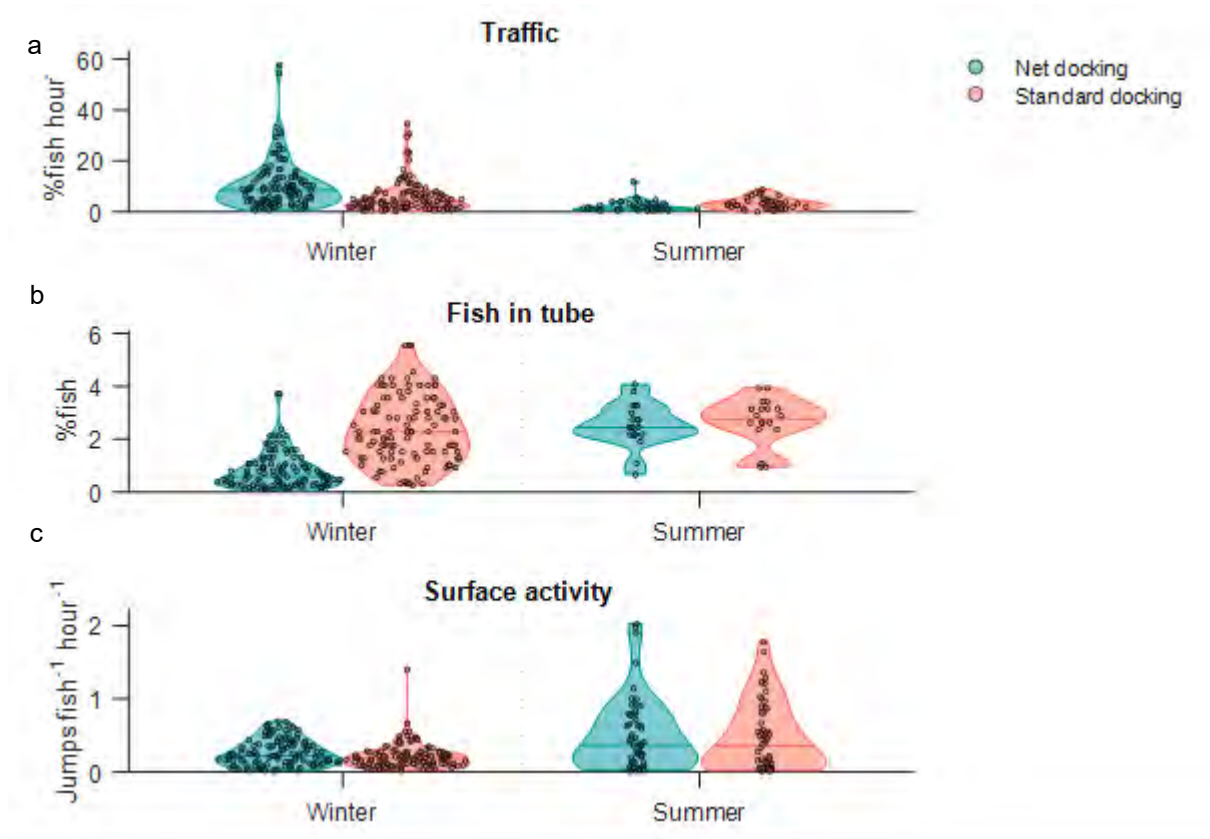 a
Traffic
%fish hour
60
40
20
0
Winter
Summer
Net docking
Standard docking
b
Fish in tube
%fish
6
4
2
0
Winter
Summer
c
Surface activity
Jumps fish⁻¹ hour⁻¹
2
1
0
Winter
Summer